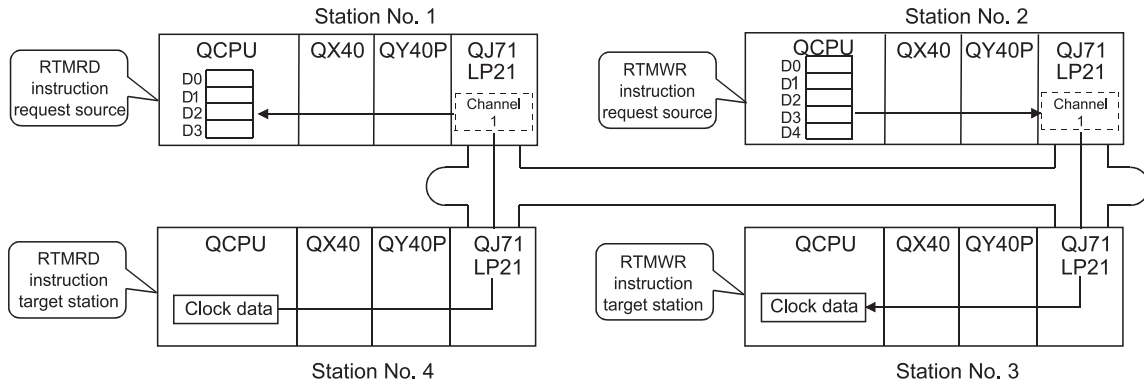 Station No. 1
RTMRD
instruction
request source
QCPU
D0
D1
D2
D3
QX40
QY40P
QJ71
LP21
Channel
1
Station No. 2
RTMWR
instruction
request source
QCPU
D0
D1
D2
D3
D4
QX40
QY40P
QJ71
LP21
Channel
1
RTMRD
instruction
target station
QCPU
Clock data
QX40
QY40P
QJ71
LP21
Station No. 4
RTMWR
instruction
target station
QCPU
Clock data
QX40
QY40P
QJ71
LP21
Station No. 3